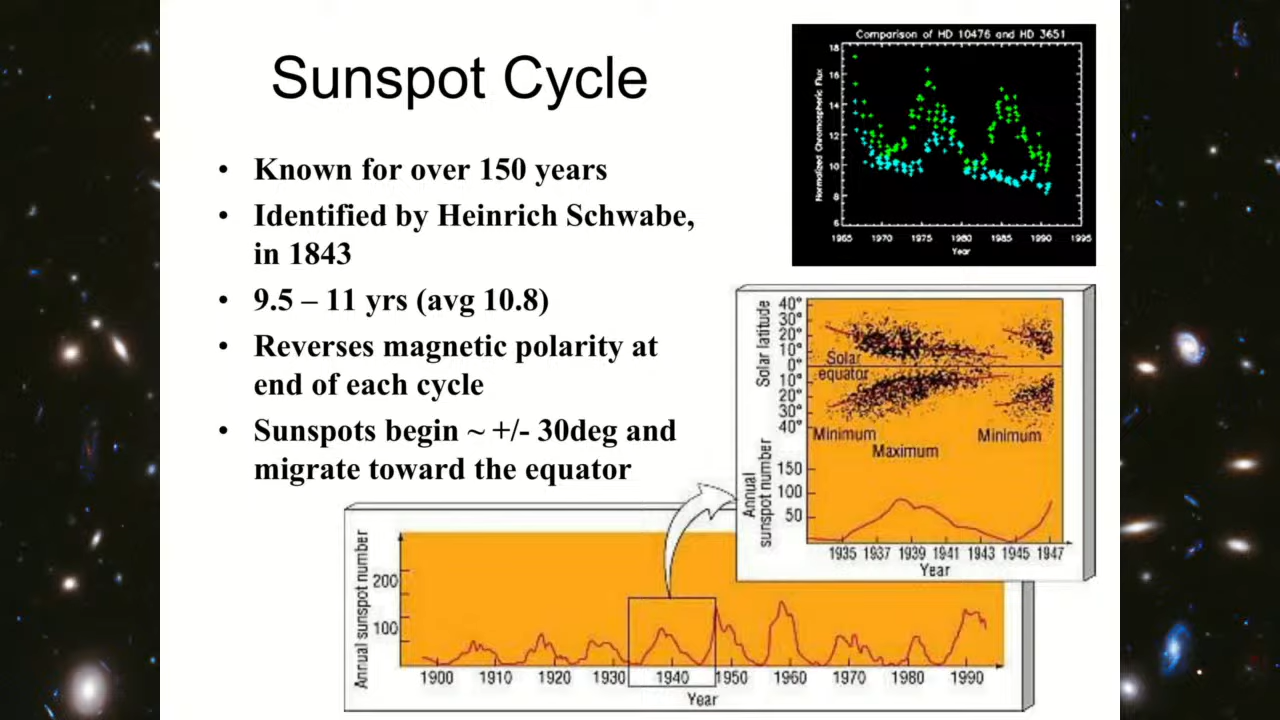 Sunspot Cycle
• Known for over 150 years
• Identified by Heinrich Schwabe,
in 1843
• 9.5 – 11 yrs (avg 10.8)
• Reverses magnetic polarity at
end of each cycle
• Sunspots begin ~ +/- 30deg and
migrate toward the equator
Comparison of HD 10476 and HD 3651
Normalized Chromospheric Flux
18
16
14
12
10
8
6
1965 1970 1975 1980 1985 1990 1995
Year
Solar latitude
40°
30°
20°
10°
0°
10°
20°
30°
40°
Solar
equator
Minimum
Minimum
Maximum
Annual
sunspot number
150
100
50
1935 1937 1939 1941 1943 1945 1947
Year
Annual sunspot number
200
100
1900 1910 1920 1930 1940 1950 1960 1970 1980 1990
Year